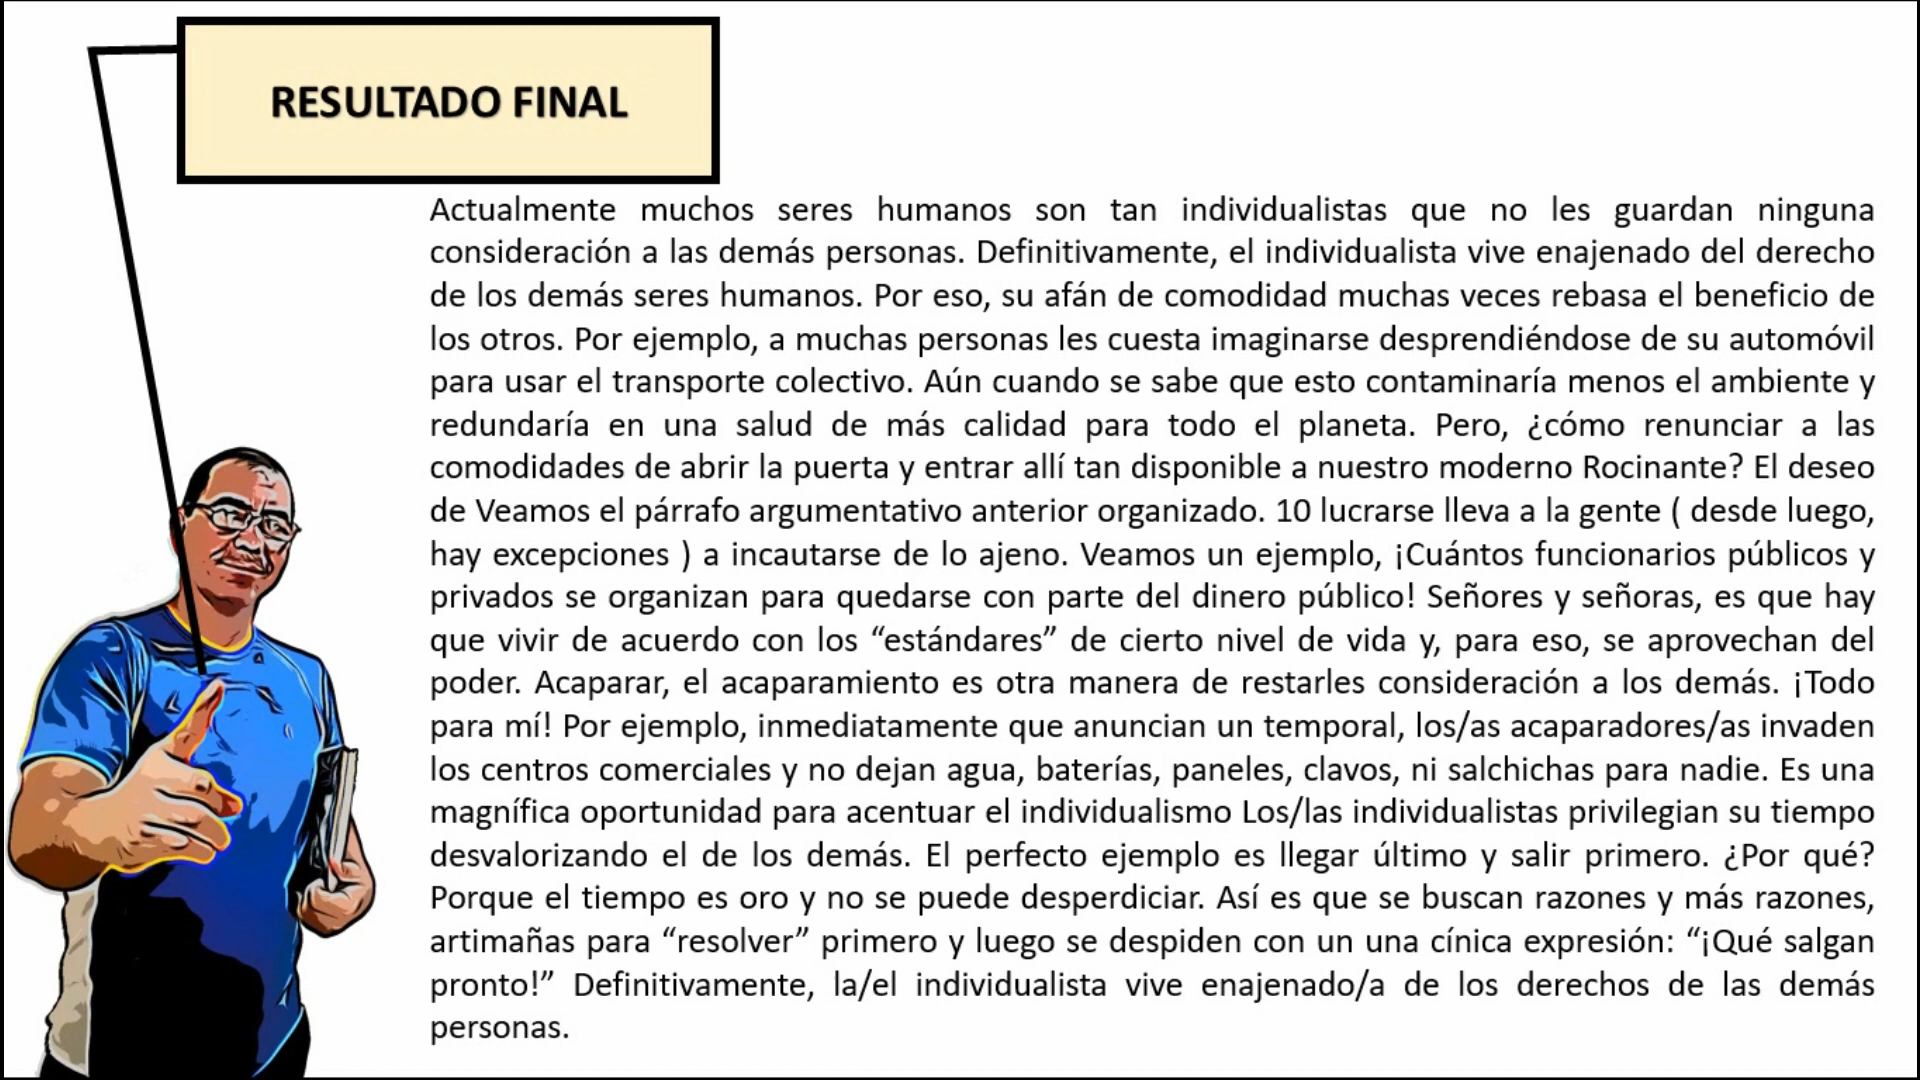 RESULTADO FINAL
Actualmente muchos seres humanos son tan individualistas que no les guardan ninguna
consideración a las demás personas. Definitivamente, el individualista vive enajenado del derecho
de los demás seres humanos. Por eso, su afán de comodidad muchas veces rebasa el beneficio de
los otros. Por ejemplo, a muchas personas les cuesta imaginarse desprendiéndose de su automóvil
para usar el transporte colectivo. Aún cuando se sabe que esto contaminaría menos el ambiente y
redundaría en una salud de más calidad para todo el planeta. Pero, ¿cómo renunciar a las
comodidades de abrir la puerta y entrar allí tan disponible a nuestro moderno Rocinante? El deseo
de Veamos el párrafo argumentativo anterior organizado. 10 lucrarse lleva a la gente ( desde luego,
hay excepciones ) a incautarse de lo ajeno. Veamos un ejemplo, ¡Cuántos funcionarios públicos y
privados se organizan para quedarse con parte del dinero público! Señores y señoras, es que hay
que vivir de acuerdo con los “estándares” de cierto nivel de vida y, para eso, se aprovechan del
poder. Acaparar, el acaparamiento es otra manera de restarles consideración a los demás. ¡Todo
para mí! Por ejemplo, inmediatamente que anuncian un temporal, los/as acaparadores/as invaden
los centros comerciales y no dejan agua, baterías, paneles, clavos, ni salchichas para nadie. Es una
magnífica oportunidad para acentuar el individualismo Los/las individualistas privilegian su tiempo
desvalorizando el de los demás. El perfecto ejemplo es llegar último y salir primero. ¿Por qué?
Porque el tiempo es oro y no se puede desperdiciar. Así es que se buscan razones y más razones,
artimañas para “resolver” primero y luego se despiden con un una cínica expresión: “¡Qué salgan
pronto!” Definitivamente, la/el individualista vive enajenado/a de los derechos de las demás
personas.